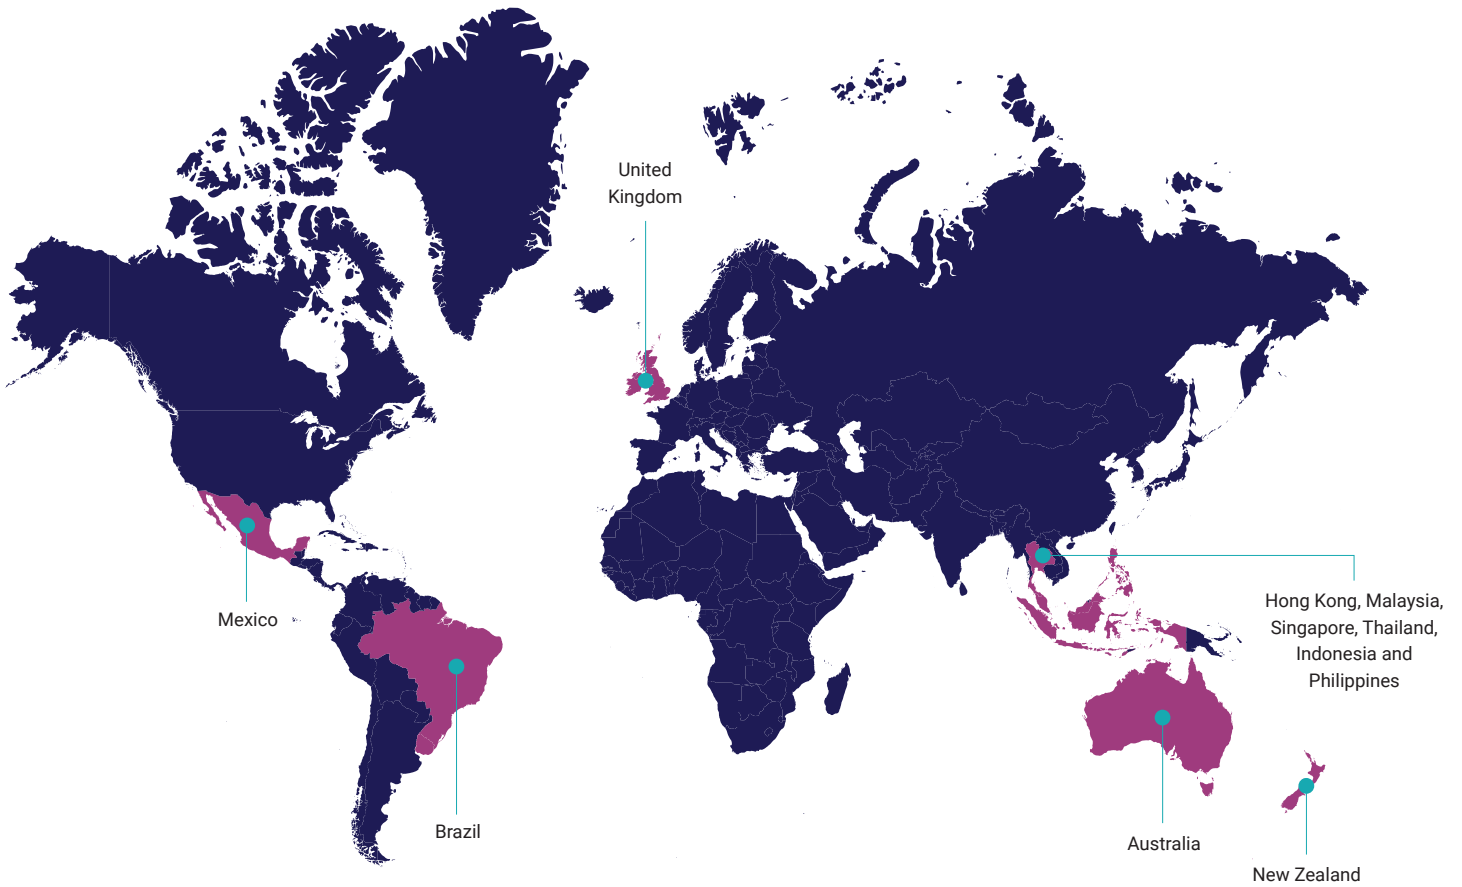 United
Kingdom
Mexico
Hong Kong, Malaysia,
Singapore, Thailand,
Indonesia and
Philippines
Brazil
Australia
New Zealand